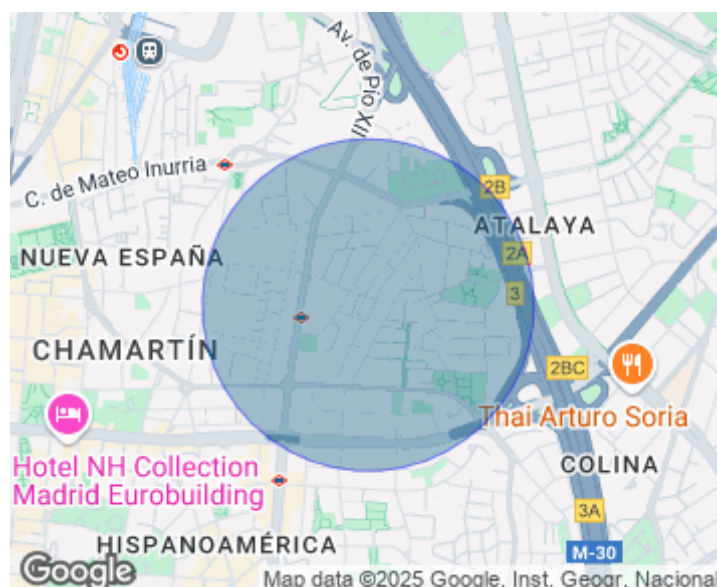 Av. de Pío XII
C. de Mateo Inurria
2B
ATALAYA
NUEVA ESPAÑA
2A
3
CHAMARTÍN
2BC
Thai Arturo Soria
Hotel NH Collection
Madrid Eurobuilding
COLINA
3A
HISPANOAMÉRICA
M-30
Google
Map data ©2025 Google, Inst. Geogr. Nacional